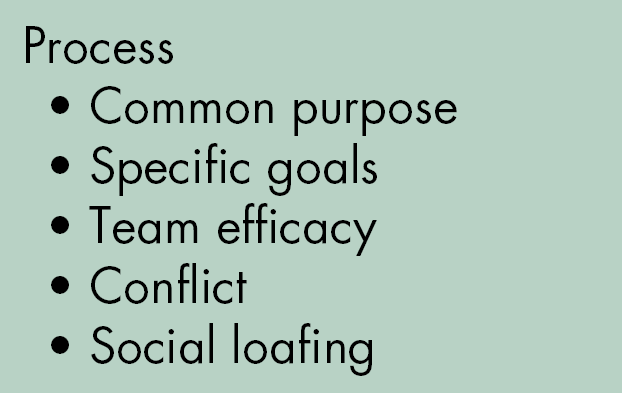 Process
• Common purpose
• Specific goals
• Team efficacy
• Conflict
• Social loafing